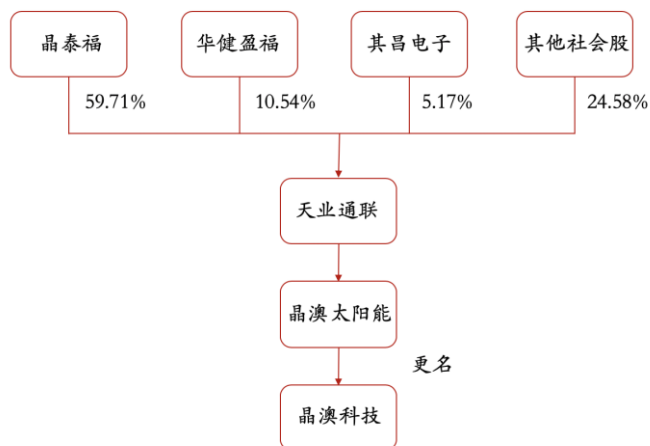 晶泰福 华健盈福 其昌电子 其他社会股
59.71% 10.54% 5.17% 24.58%
天业通联
晶澳太阳能
更名
晶澳科技